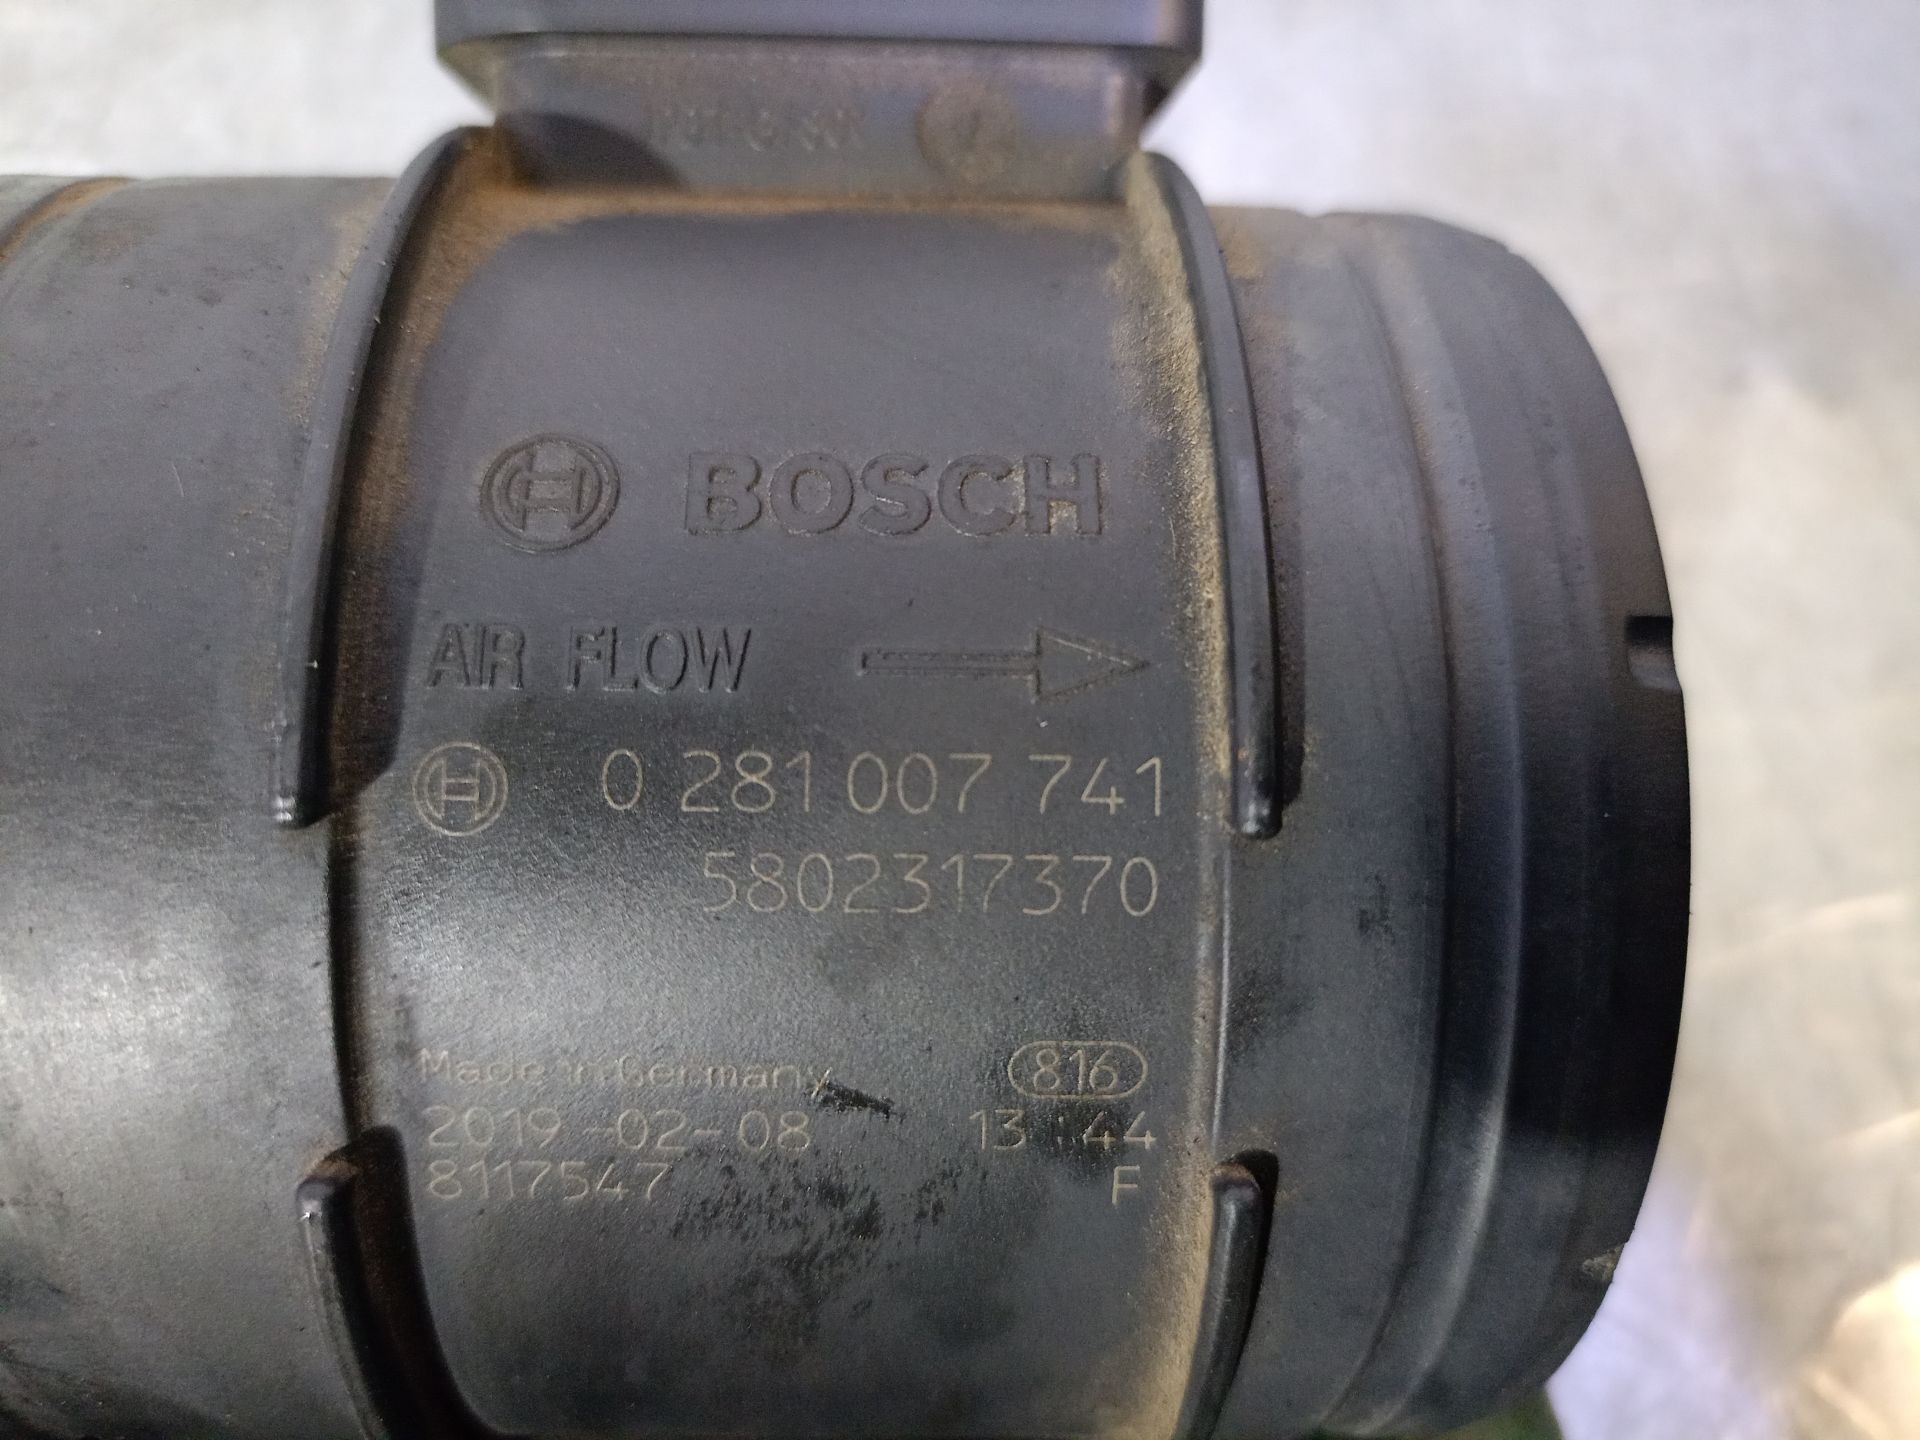 BOSCH
AIR FLOW
0 281 007 741
5802317370
Made in Germany 816
2019-02-08 13:44
8117547 F